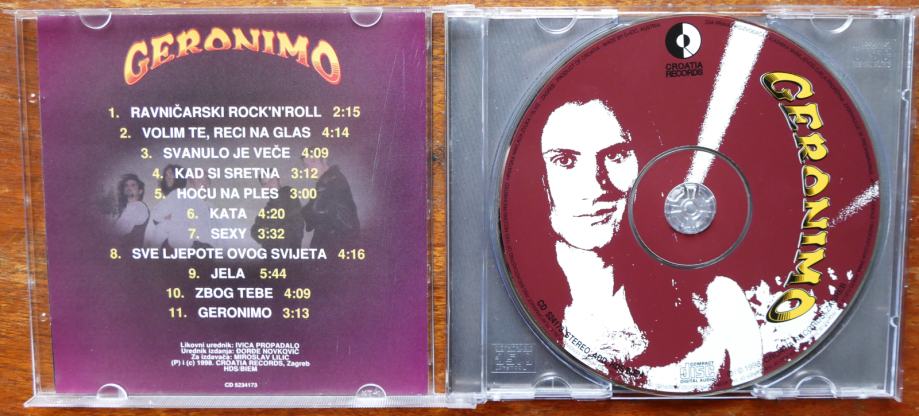 GERONIMO
1. RAVNIČARSKI ROCK'N'ROLL 2:15
2. VOLIM TE, RECI NA GLAS 4:14
3. SVANULO JE VEČE 4:09
4. KAD SI SRETNA 3:12
5. HOĆU NA PLES 3:00
6. KATA 4:20
7. SEXY 3:32
8. SVE LJEPOTE OVOG SVIJETA 4:16
9. JELA 5:44
10. ZBOG TEBE 4:09
11. GERONIMO 3:13
Likovni urednik: IVICA PROPADALO
Urednik izdanja: ĐORĐE NOVKOVIĆ
Za izdavača: MIROSLAV LILIĆ
(P) i (c) 1998. CROATIA RECORDS, Zagreb
HDS/BIEM
CD 5234173
CROATIA
RECORDS
GERONIMO
STEREO
COMPACT
disc
DIGITAL AUDIO